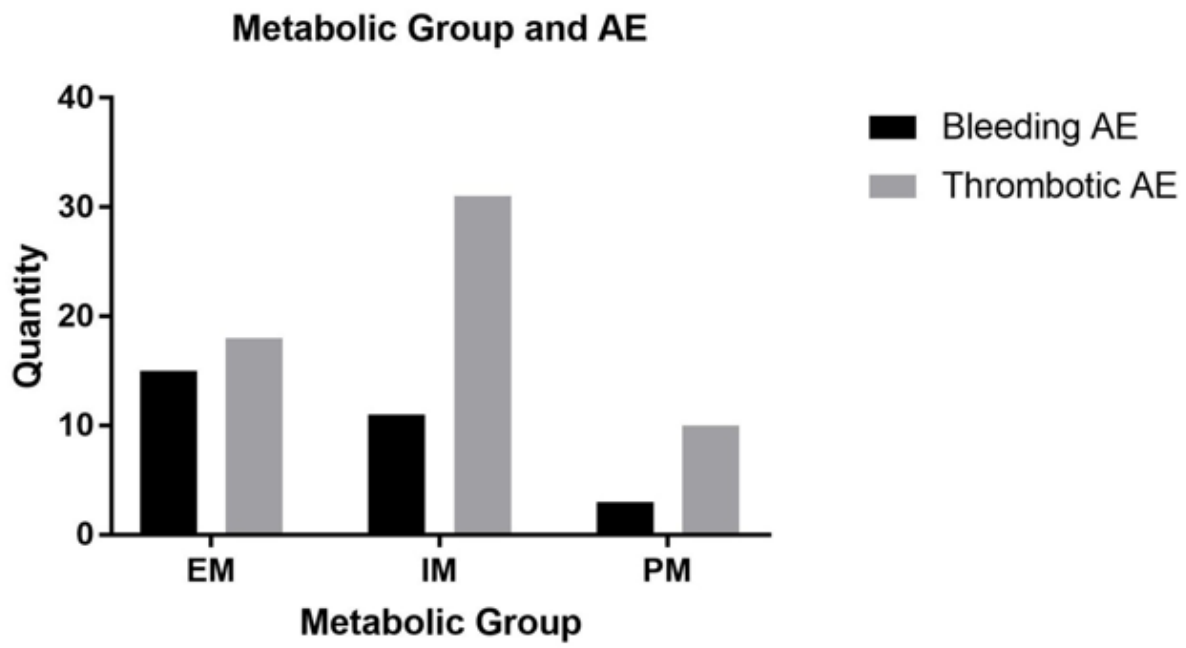 Metabolic Group and AE
40
30
20
10
0
Quantity
EM IM PM
Metabolic Group
Bleeding AE
Thrombotic AE